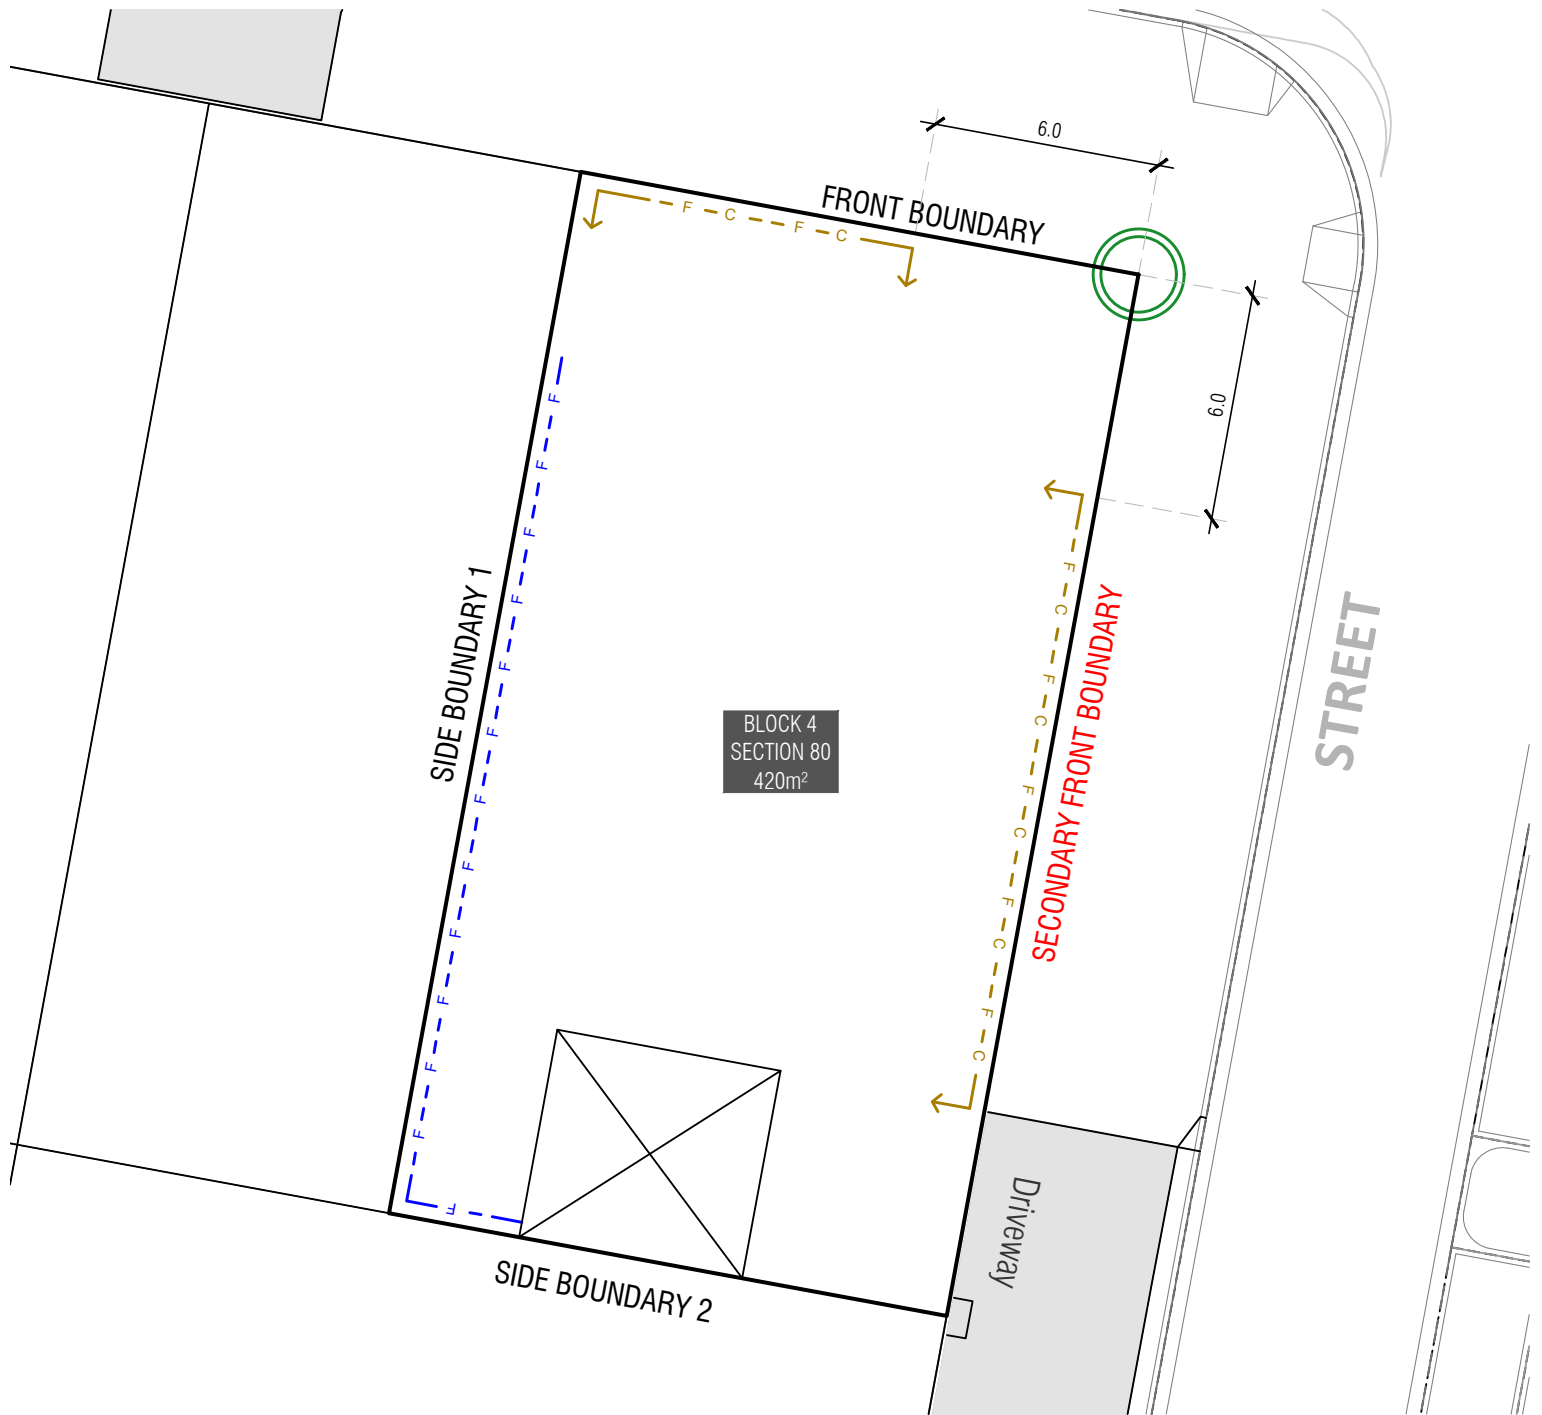 6.0
FRONT BOUNDARY
F C F C
6.0
F F F F F F F F F F F F
F
SIDE BOUNDARY 1
F C F C F C F C F C
SECONDARY FRONT BOUNDARY
STREET
BLOCK 4
SECTION 80
420m²
Driveway
SIDE BOUNDARY 2